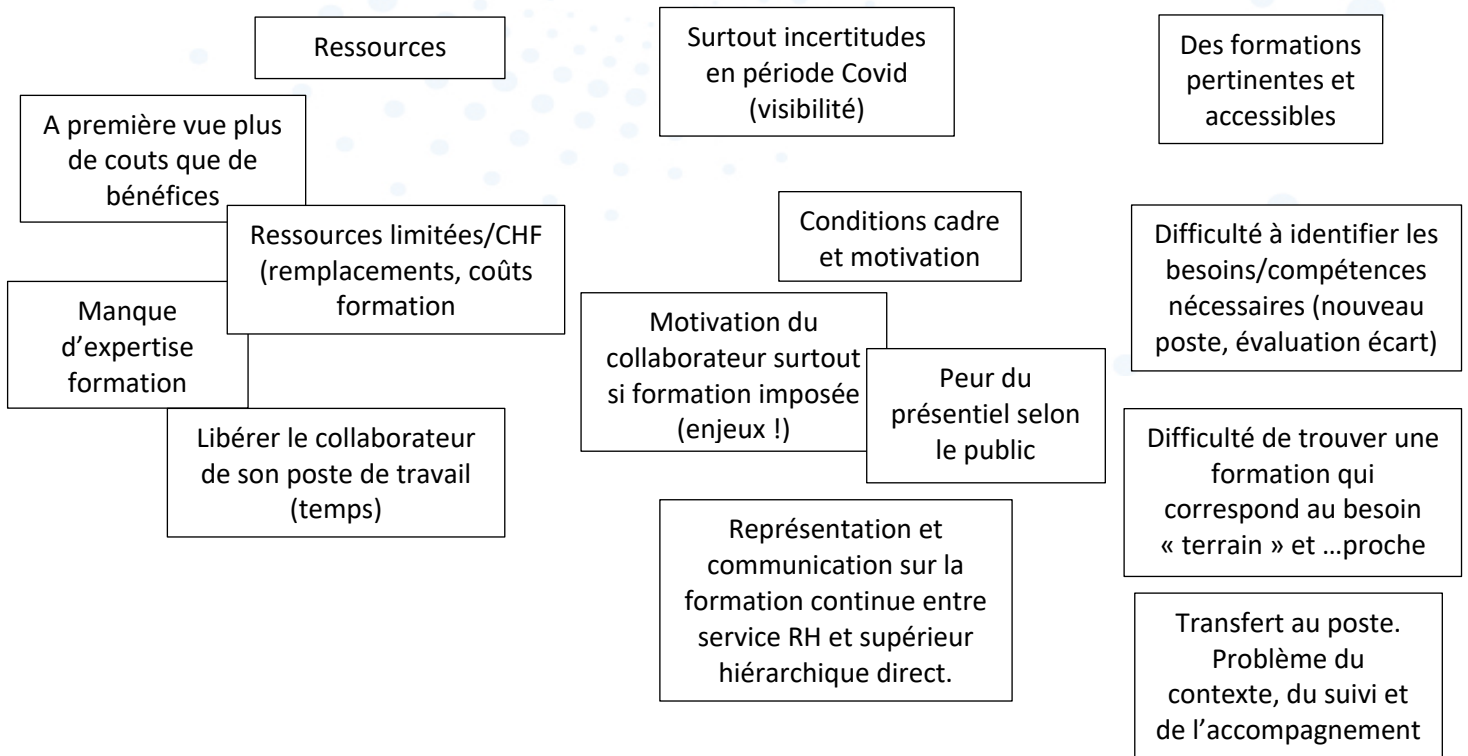 Ressources
A première vue plus
de couts que de
bénéfices
Ressources limitées/CHF
(remplacements, coûts
formation
Manque
d’expertise
formation
Libérer le collaborateur
de son poste de travail
(temps)
Surtout incertitudes
en période Covid
(visibilité)
Conditions cadre
et motivation
Motivation du
collaborateur surtout
si formation imposée
(enjeux !)
Peur du
présentiel selon
le public
Représentation et
communication sur la
formation continue entre
service RH et supérieur
hiérarchique direct.
Des formations
pertinentes et
accessibles
Difficulté à identifier les
besoins/compétences
nécessaires (nouveau
poste, évaluation écart)
Difficulté de trouver une
formation qui
correspond au besoin
« terrain » et …proche
Transfert au poste.
Problème du
contexte, du suivi et
de l’accompagnement